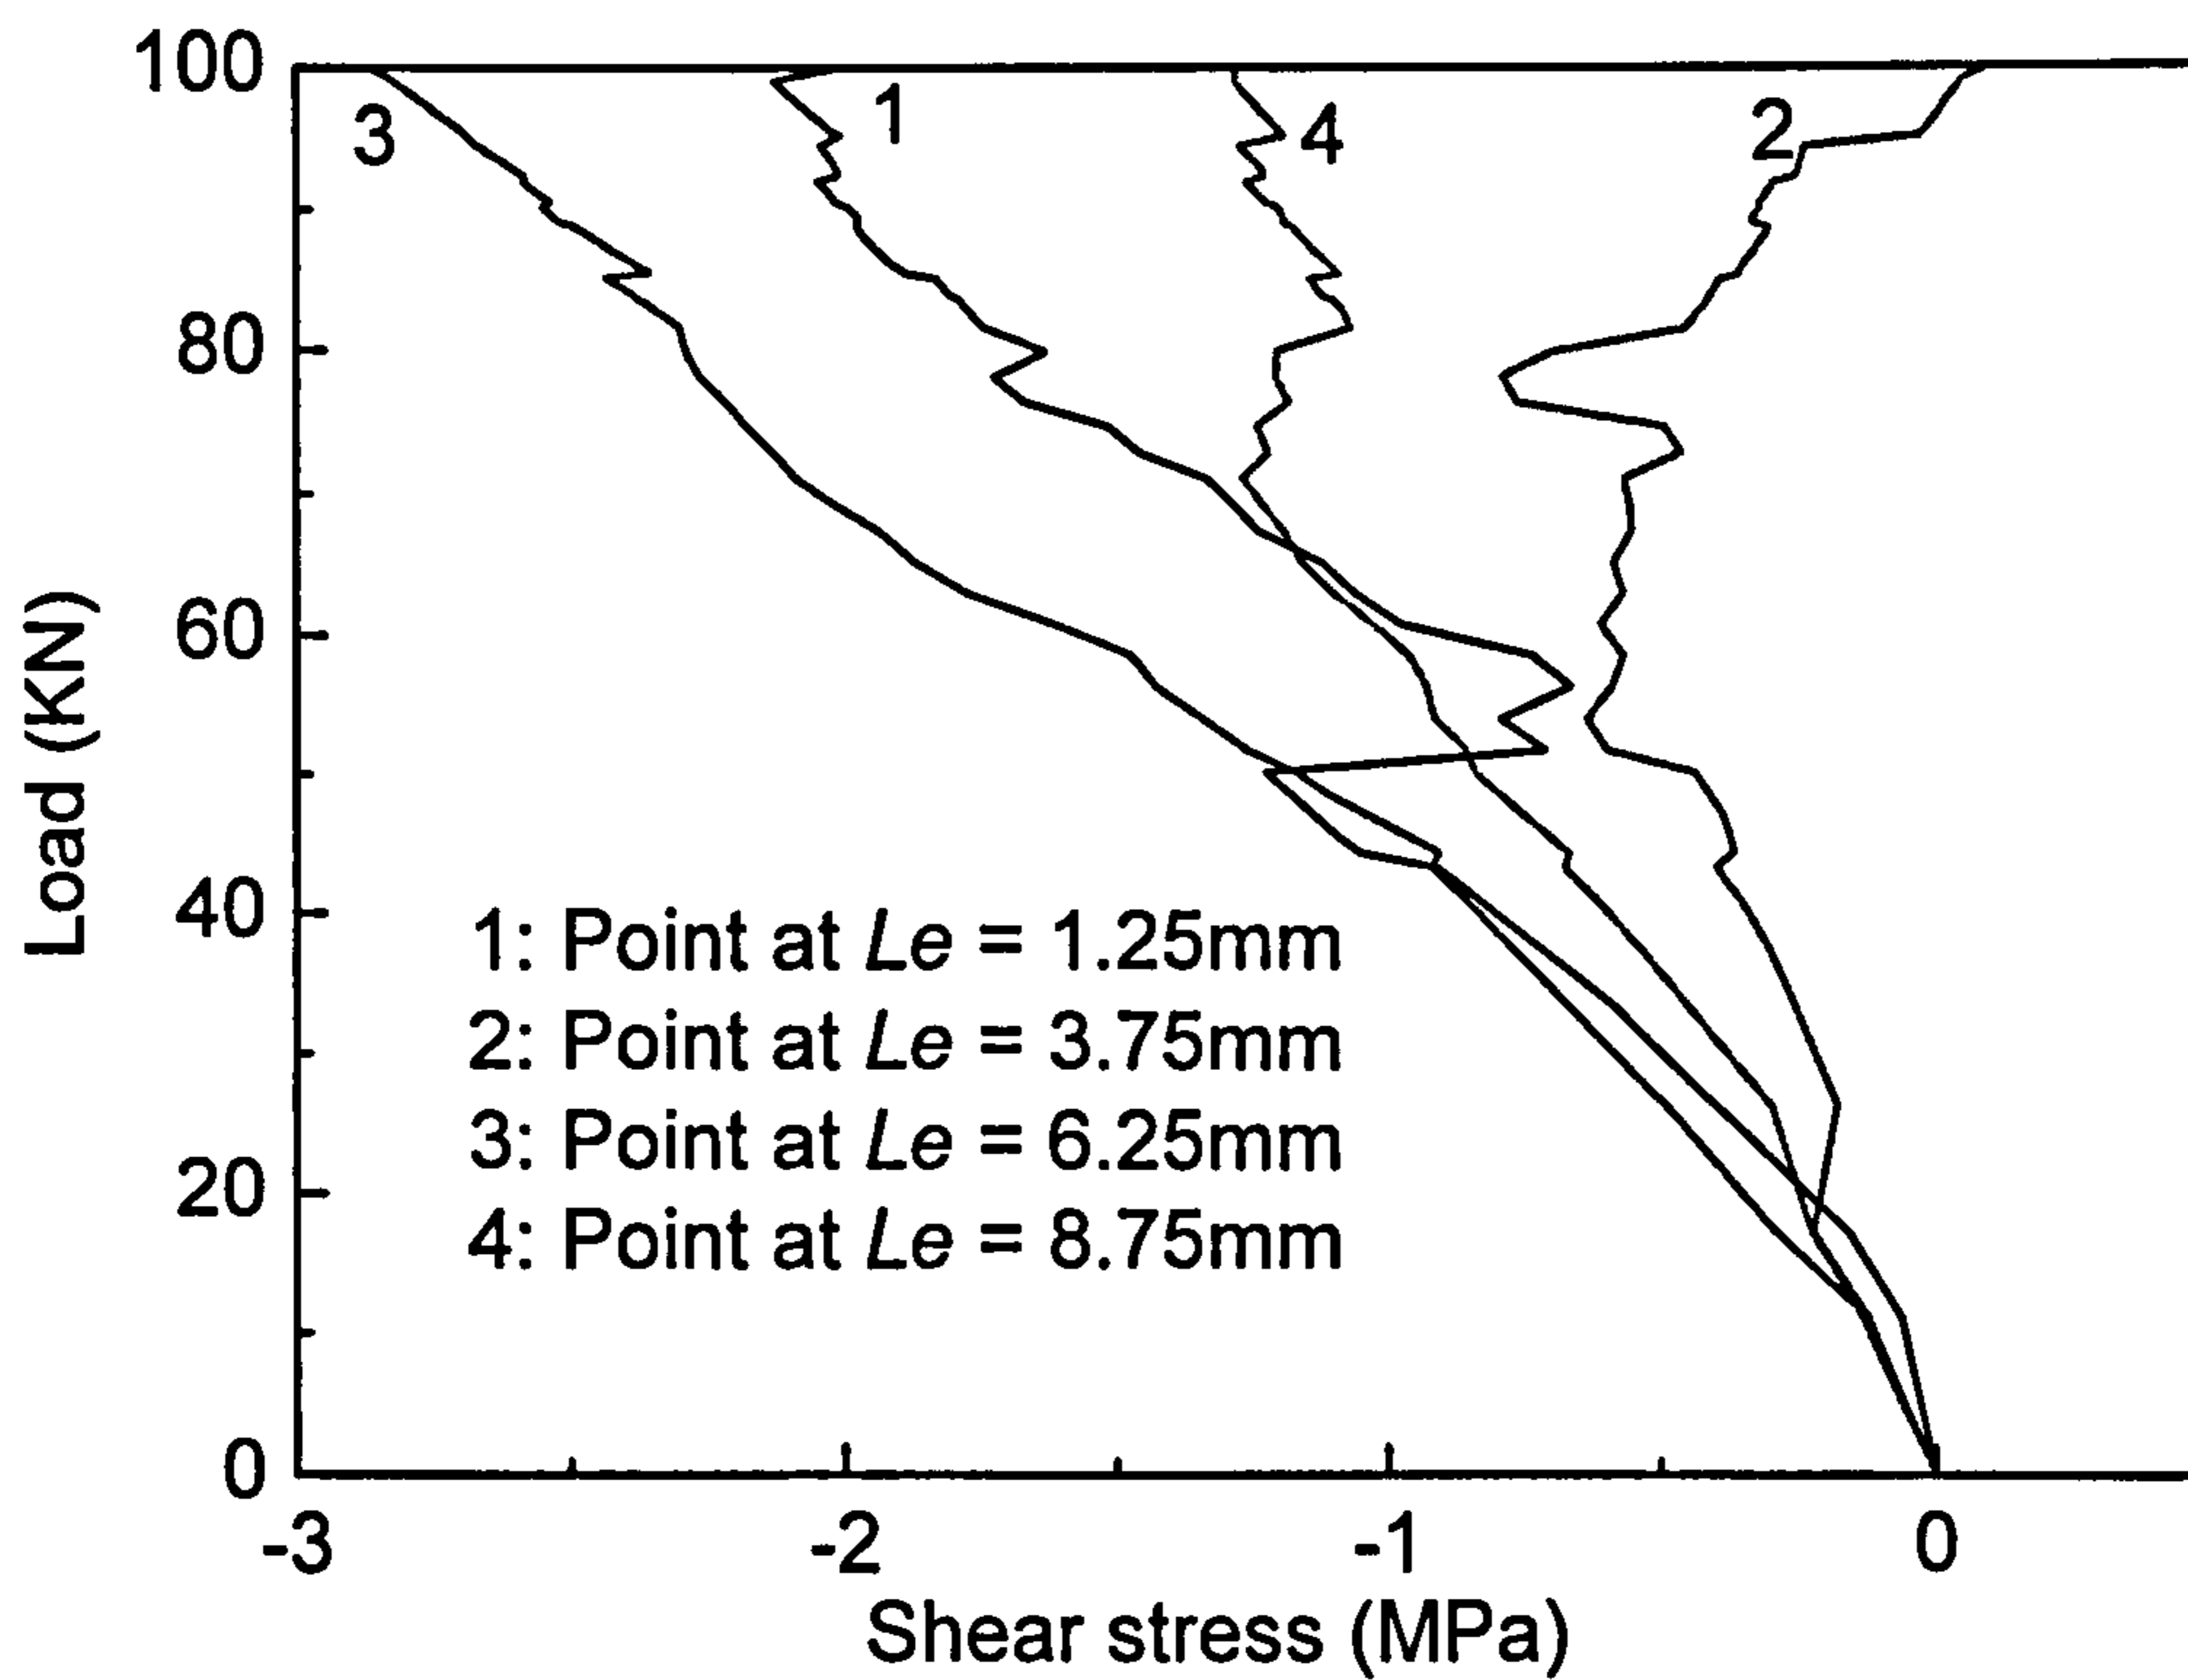 100
3
1
4
2
80
60
Load (KN)
40
1: Point at Le = 1.25mm
2: Point at Le = 3.75mm
3: Point at Le = 6.25mm
20
4: Point at Le = 8.75mm
0
-3
-2
-1
0
Shear stress (MPa)